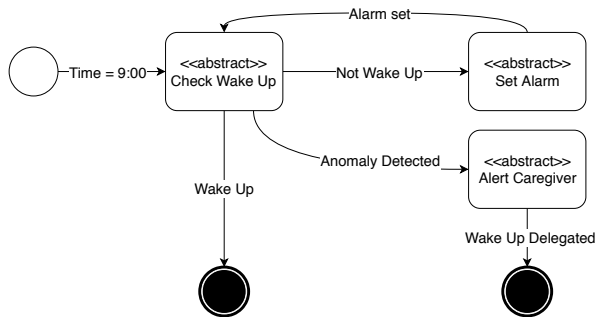 Alarm set
<<abstract>>
Check Wake Up
Time = 9:00
Not Wake Up
<<abstract>>
Set Alarm
Anomaly Detected
<<abstract>>
Alert Caregiver
Wake Up
Wake Up Delegated